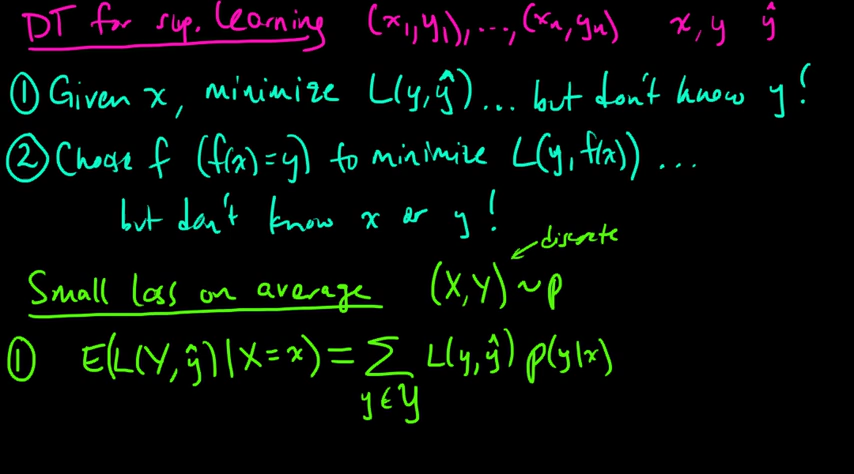 DT for sup. learning (x₁,y₁),...,(xₙ,yₙ) x, y ŷ
① Given x, minimize L(y,ŷ)... but don't know y!
② Choose f (f(x)=y) to minimize L(y,f(x)) ...
but don't know x or y!
discrete
Small loss on average (X,Y)~p
① E(L(Y,ŷ)|X=x) = ∑ L(y,ŷ) p(y|x)
y∈𝒴